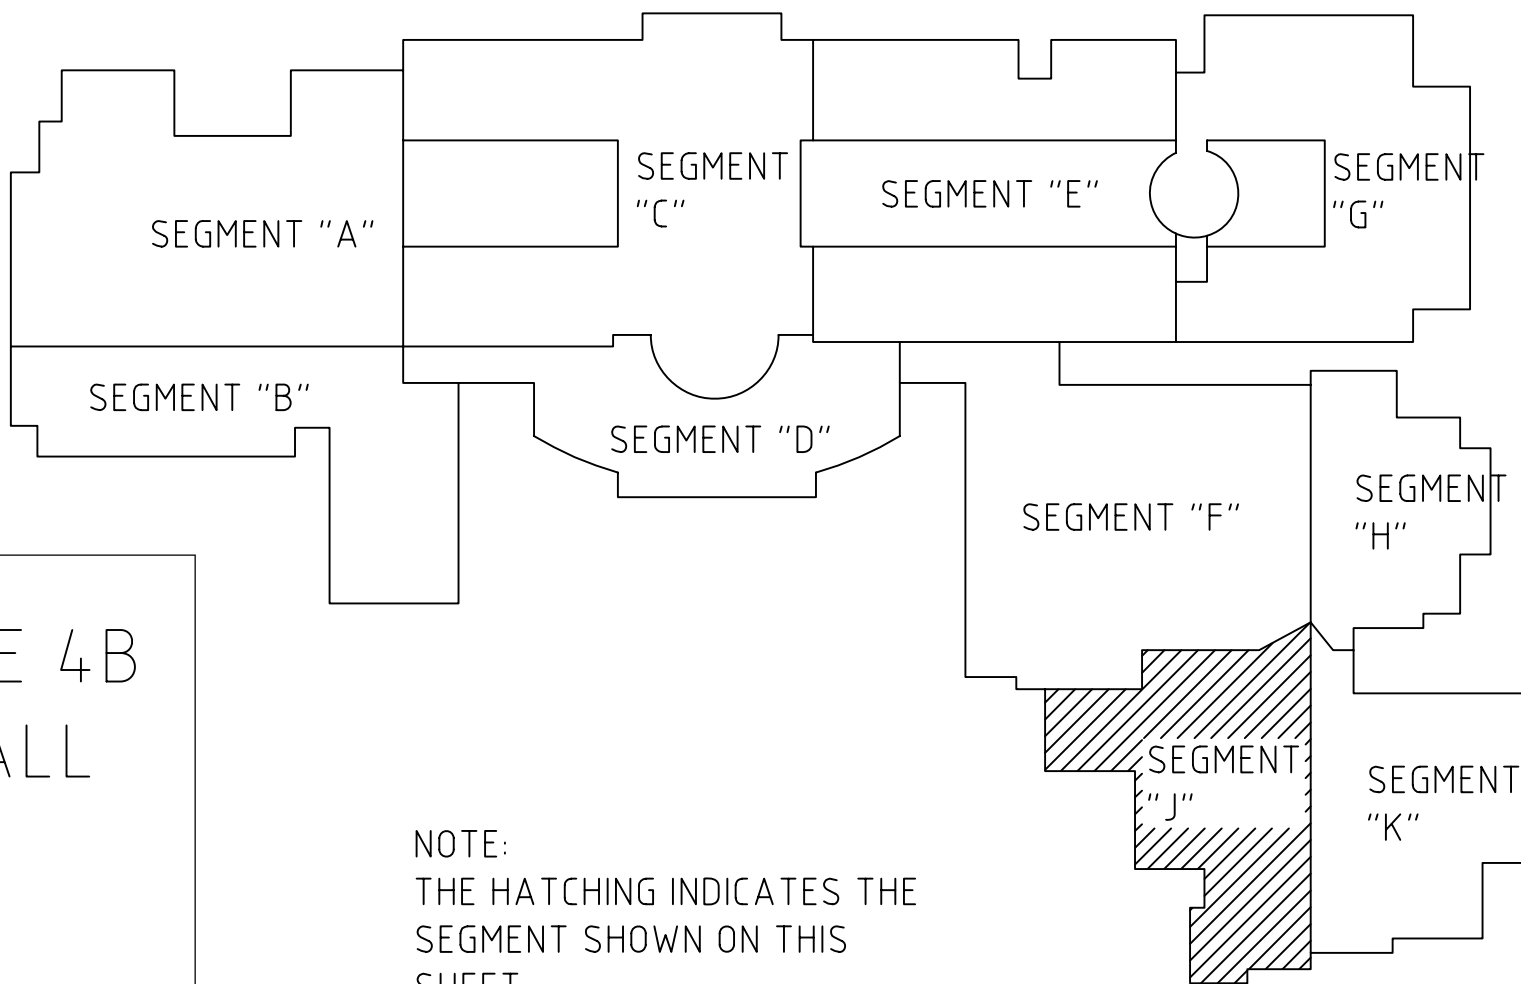 SEGMENT
"C"
SEGMENT "E"
SEGMENT
"G"
SEGMENT "A"
SEGMENT "B"
SEGMENT "D"
SEGMENT "F"
SEGMENT
"H"
E 4B
ALL
SEGMENT
"J"
SEGMENT
"K"
NOTE:
THE HATCHING INDICATES THE
SEGMENT SHOWN ON THIS
SHEET